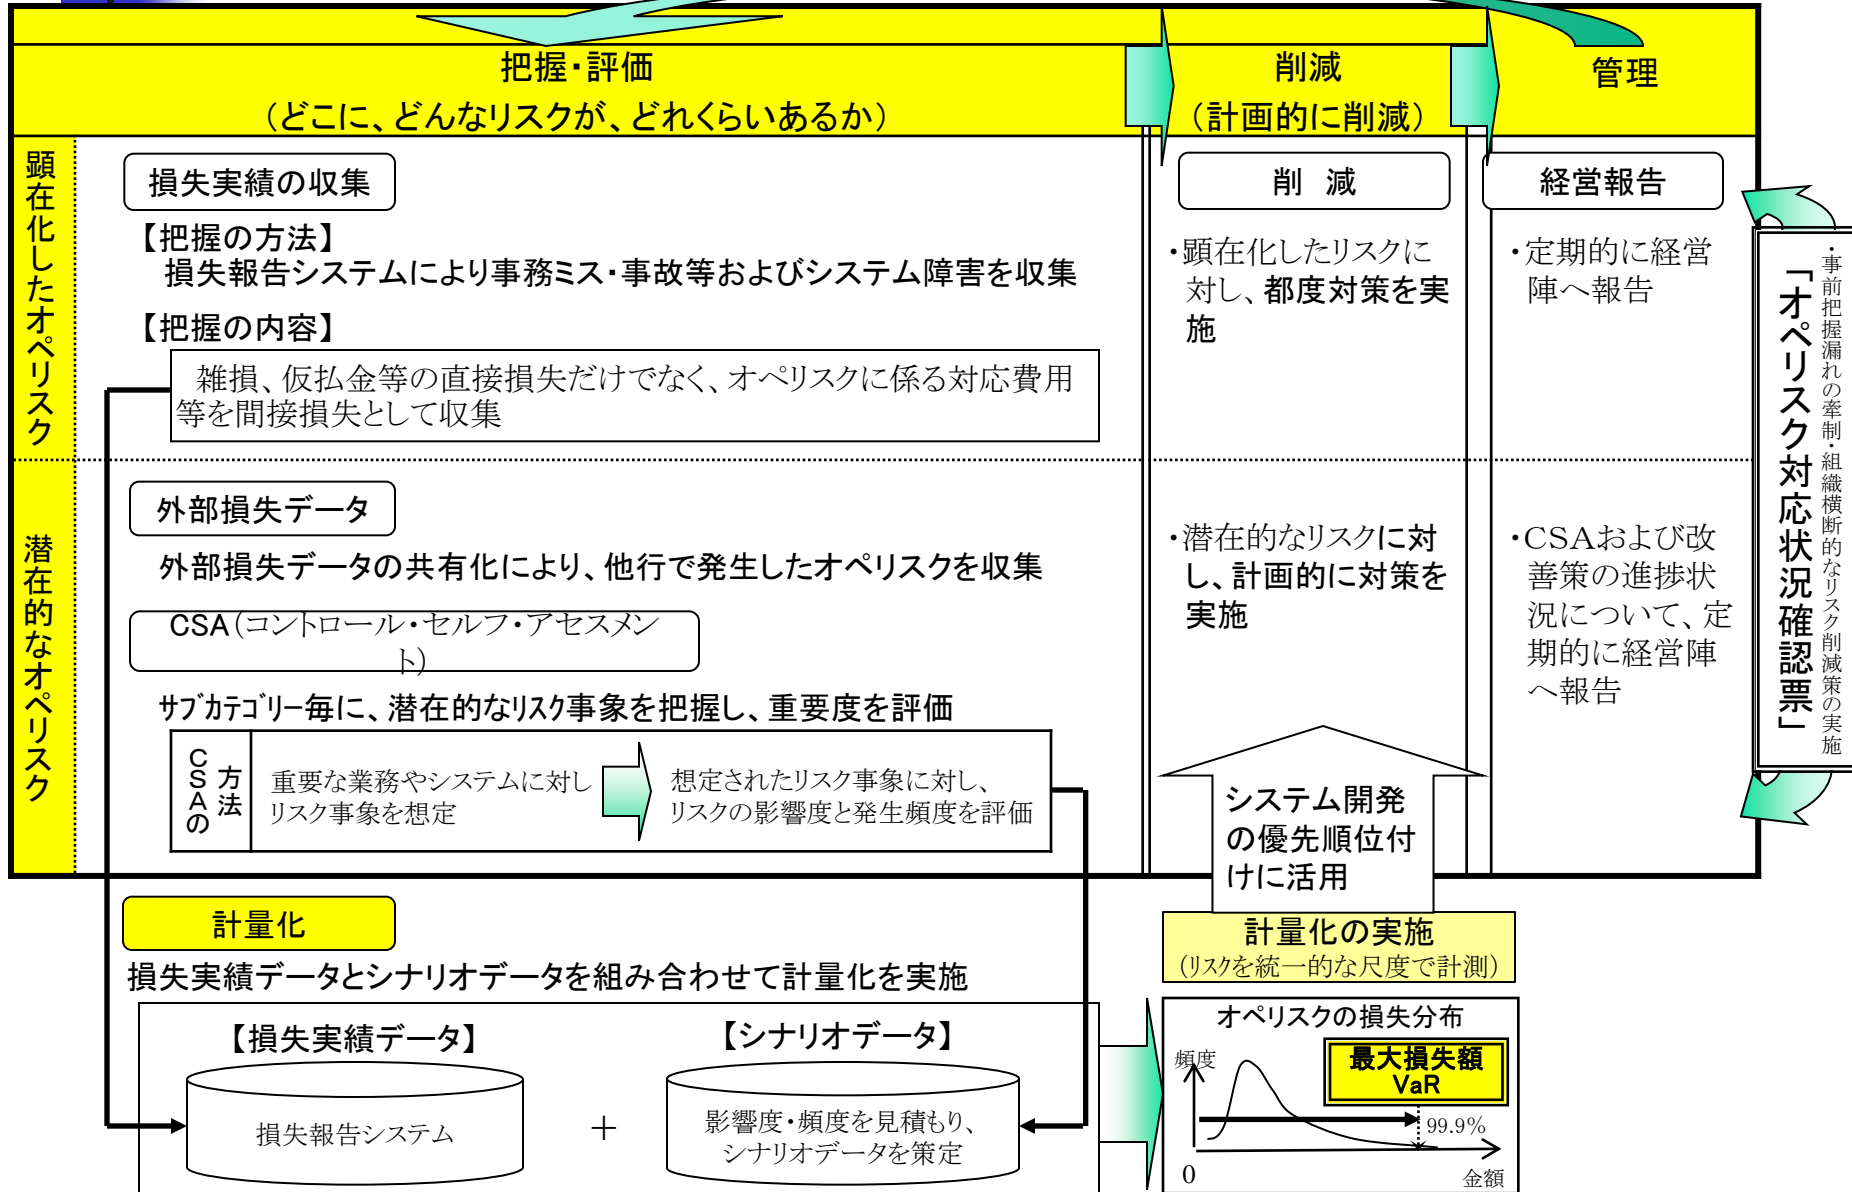 把握・評価
（どこに、どんなリスクが、どれくらいあるか）
削減
（計画的に削減）
管理
顕在化したオペリスク
損失実績の収集
【把握の方法】
損失報告システムにより事務ミス・事故等およびシステム障害を収集
【把握の内容】
雑損、仮払金等の直接損失だけでなく、オペリスクに係る対応費用
等を間接損失として収集
削 減
・顕在化したリスクに
対し、都度対策を実
施
経営報告
・定期的に経営
陣へ報告
潜在的なオペリスク
外部損失データ
外部損失データの共有化により、他行で発生したオペリスクを収集
CSA（コントロール・セルフ・アセスメン
ト）
サブカテゴリー毎に、潜在的なリスク事象を把握し、重要度を評価
CSAの
方法
重要な業務やシステムに対し
リスク事象を想定
想定されたリスク事象に対し、
リスクの影響度と発生頻度を評価
・潜在的なリスクに対
し、計画的に対策を
実施
・CSAおよび改
善策の進捗状
況について、定
期的に経営陣
へ報告
・事前把握漏れの牽制・組織横断的なリスク削減策の実施
「オペリスク対応状況確認票」
システム開発
の優先順位付
けに活用
計量化
損失実績データとシナリオデータを組み合わせて計量化を実施
【損失実績データ】
損失報告システム
＋
【シナリオデータ】
影響度・頻度を見積もり、
シナリオデータを策定
計量化の実施
（リスクを統一的な尺度で計測）
オペリスクの損失分布
頻度
最大損失額
VaR
99.9%
0
金額